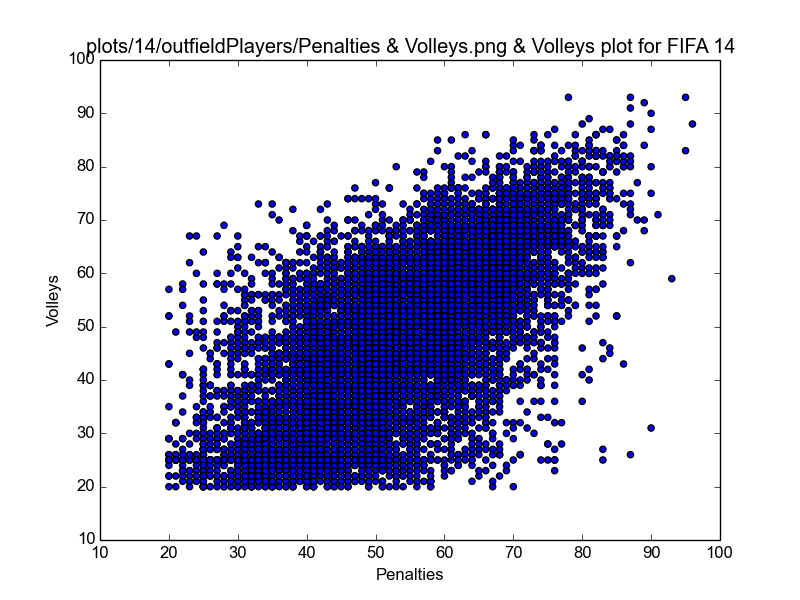 plots/14/outfieldPlayers/Penalties & Volleys.png & Volleys plot for FIFA 14
100
90
80
70
60
50
40
30
20
10
Volleys
10 20 30 40 50 60 70 80 90 100
Penalties